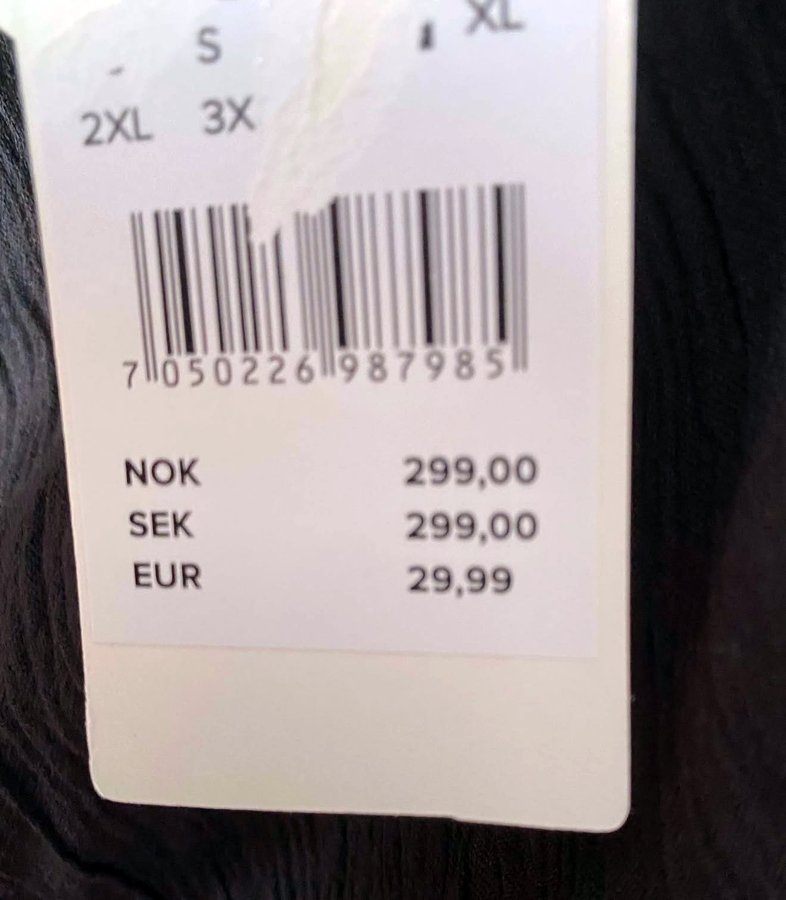 S XL
2XL 3X
7 050226 987985
NOK 299,00
SEK 299,00
EUR 29,99